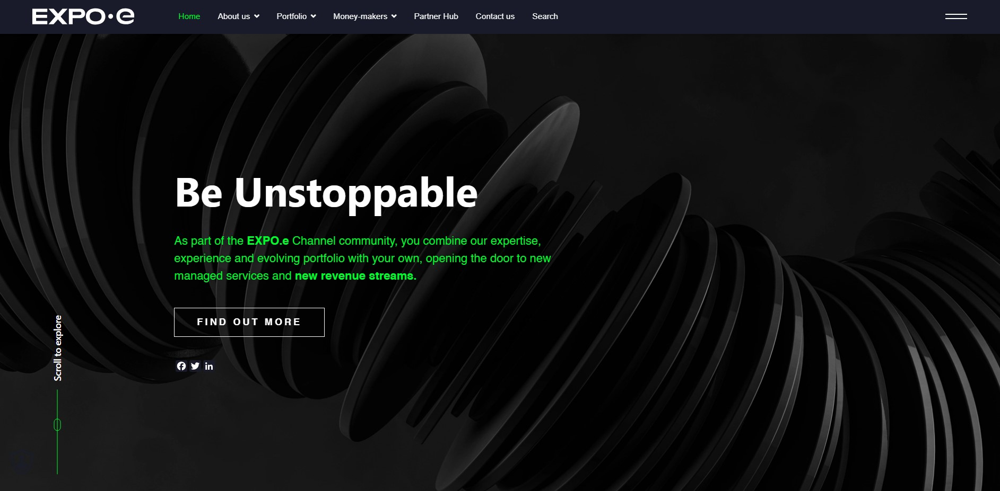 EXPO•e
Home About us Portfolio Money-makers Partner Hub Contact us Search
Be Unstoppable
As part of the EXPO.e Channel community, you combine our expertise,
experience and evolving portfolio with your own, opening the door to new
managed services and new revenue streams.
FIND OUT MORE
Scroll to explore